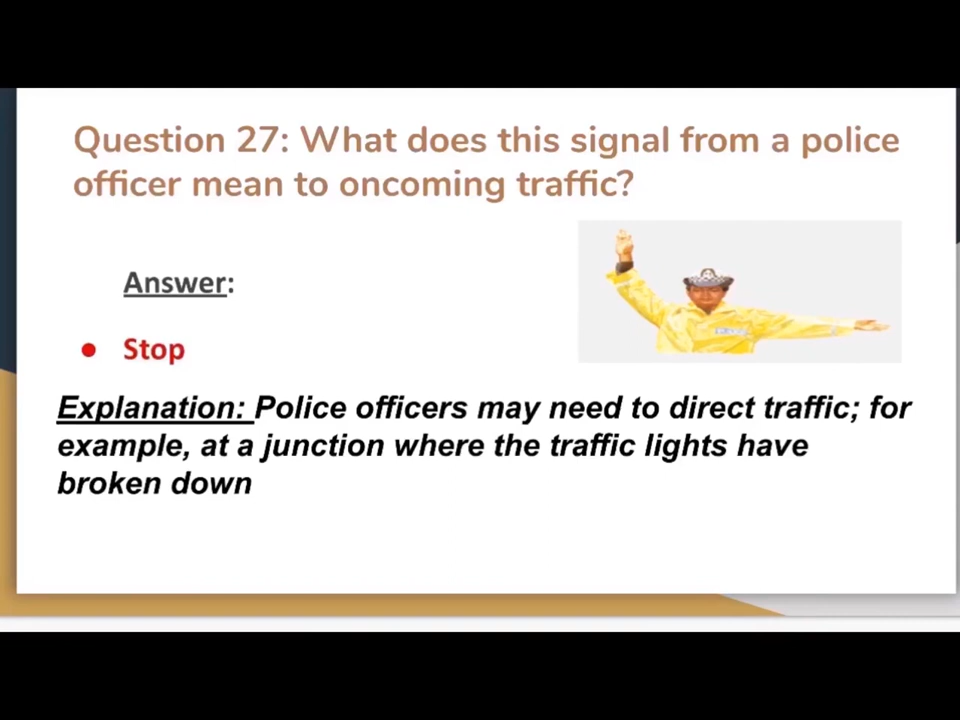 Question 27: What does this signal from a police
officer mean to oncoming traffic?
Answer:
● Stop
Explanation: Police officers may need to direct traffic; for
example, at a junction where the traffic lights have
broken down